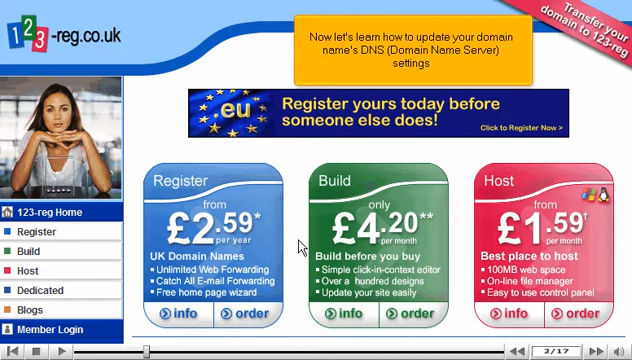 123-reg.co.uk
Transfer your
domain to 123-reg
Now let's learn how to update your domain
name's DNS (Domain Name Server)
settings
.eu
Register yours today before
someone else does!
Click to Register Now >
123-reg Home
Register
Build
Host
Dedicated
Blogs
Member Login
Register
from
£2.59*
per year
UK Domain Names
Unlimited Web Forwarding
Catch All E-mail Forwarding
Free home page wizard
info
order
Build
only
£4.20**
per month
Build before you buy
Simple click-in-context editor
Over a hundred designs
Update your site easily
info
order
Host
from
£1.59†
per month
Best place to host
100MB web space
On-line file manager
Easy to use control panel
info
order
2/17